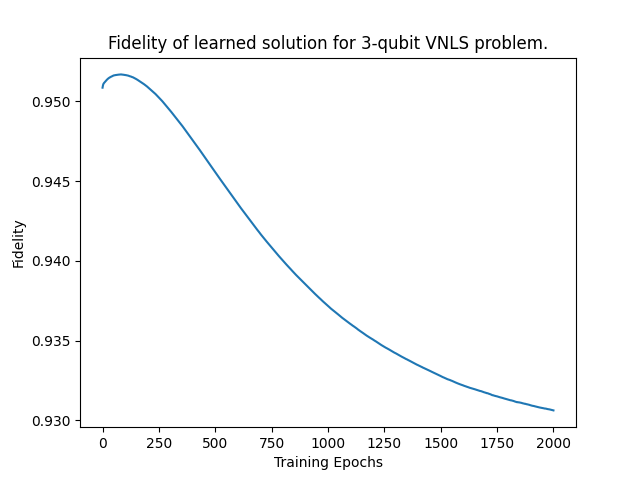 Fidelity of learned solution for 3-qubit VNLS problem.
0.950
0.945
0.940
0.935
0.930
Fidelity
0 250 500 750 1000 1250 1500 1750 2000
Training Epochs